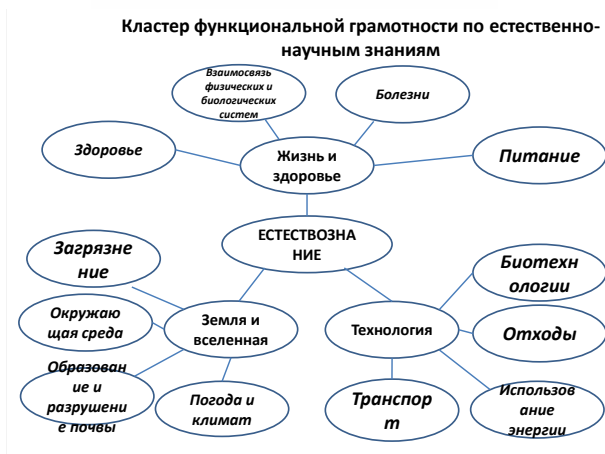 Кластер функциональной грамотности по естественно-
научным знаниям
Взаимосвязь
физических и
биологических
систем
Болезни
Здоровье
Жизнь и
здоровье
Питание
ЕСТЕСТВОЗНА
НИЕ
Загрязне
ние
Биотехн
ологии
Окружаю
щая среда
Земля и
вселенная
Технология
Отходы
Образован
ие и
разрушени
е почвы
Погода и
климат
Транспор
т
Использов
ание
энергии